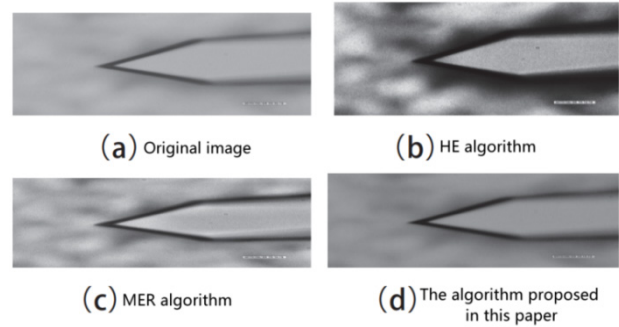 (a) Original image
(b) HE algorithm
(c) MER algorithm
(d) The algorithm proposed
in this paper